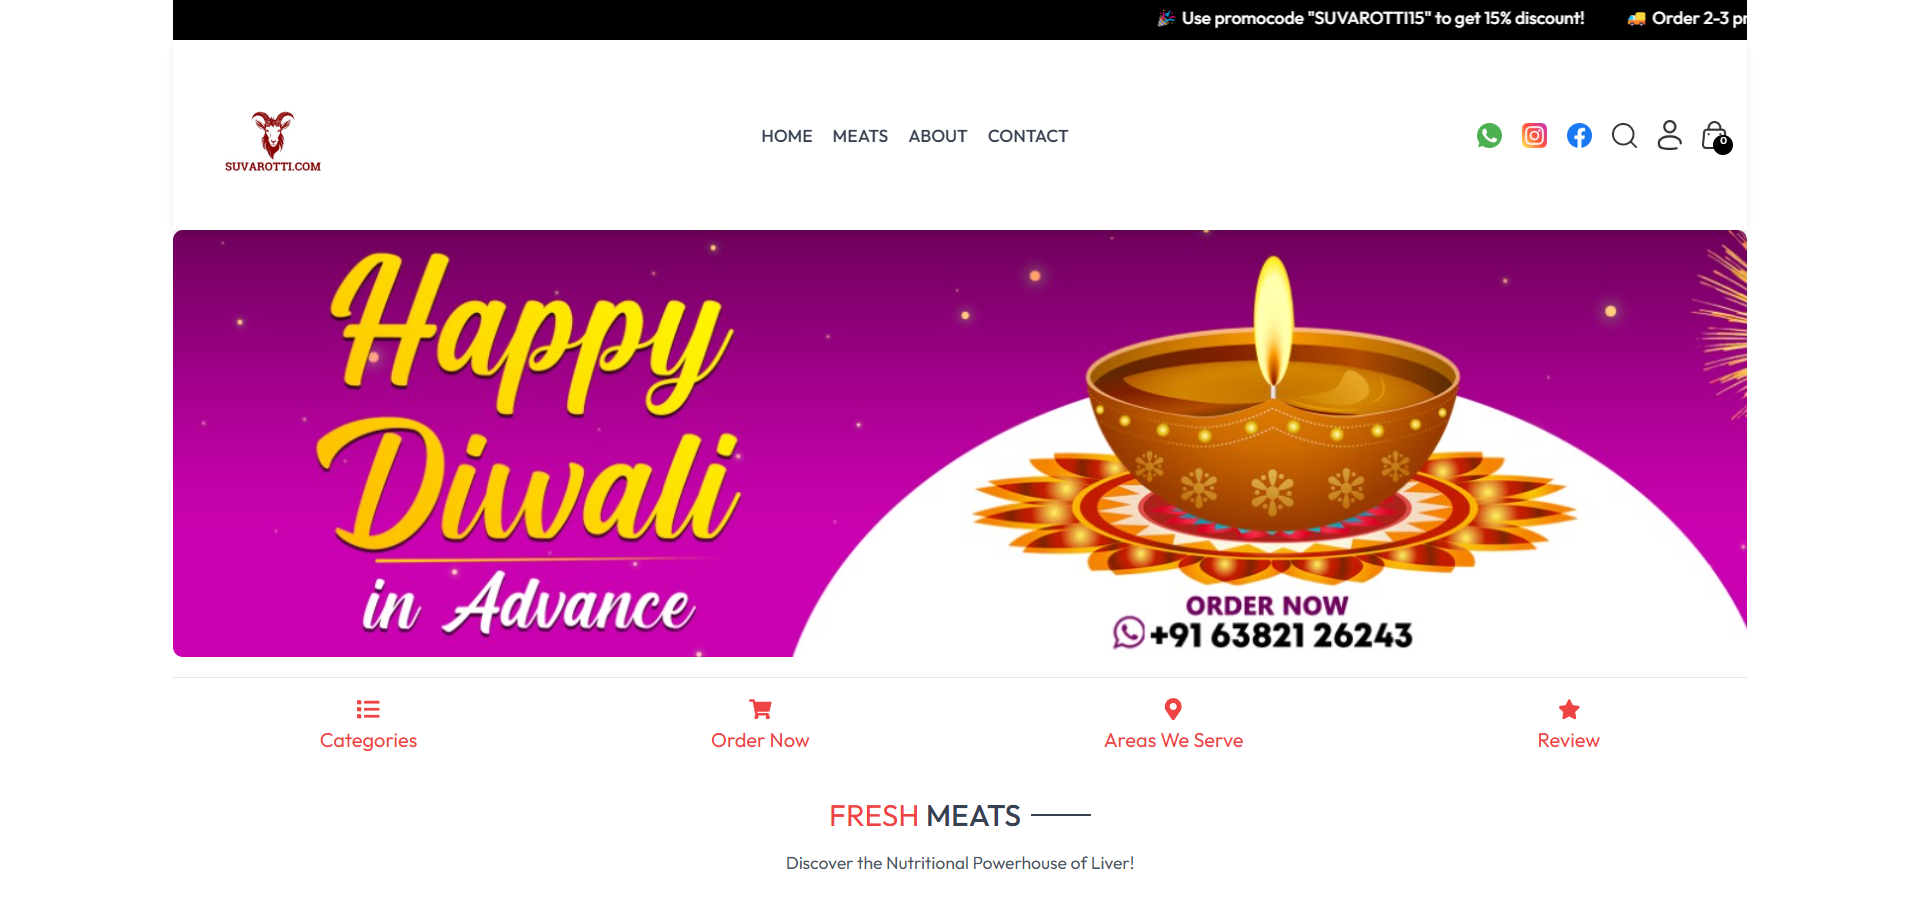 🎉 Use promocode "SUVAROTTI15" to get 15% discount! 🚚 Order 2-3
SUVAROTTI.COM
HOME MEATS ABOUT CONTACT
0
Happy
Diwali
in Advance
ORDER NOW
+91 63821 26243
Categories Order Now Areas We Serve Review
FRESH MEATS
Discover the Nutritional Powerhouse of Liver!